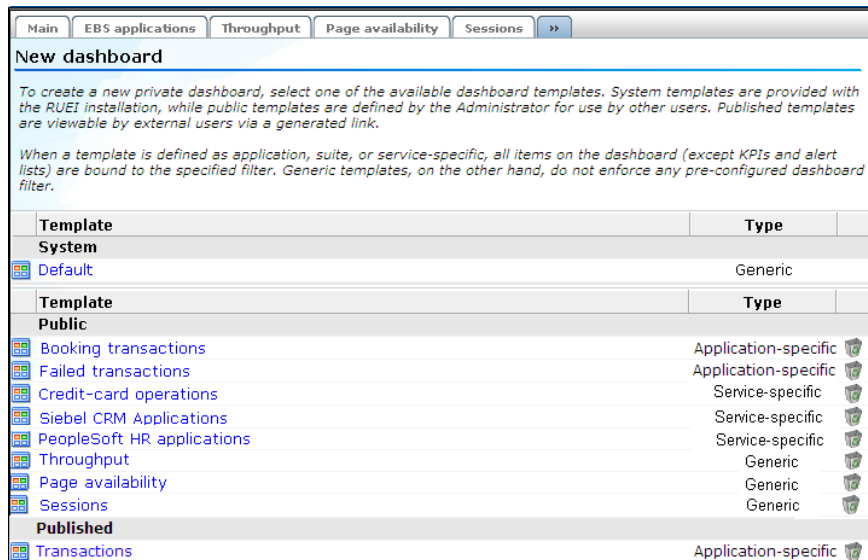 Main EBS applications Throughput Page availability Sessions »
New dashboard
To create a new private dashboard, select one of the available dashboard templates. System templates are provided with
the RUEI installation, while public templates are defined by the Administrator for use by other users. Published templates
are viewable by external users via a generated link.
When a template is defined as application, suite, or service-specific, all items on the dashboard (except KPIs and alert
lists) are bound to the specified filter. Generic templates, on the other hand, do not enforce any pre-configured dashboard
filter.
Template Type
System
Default Generic
Template Type
Public
Booking transactions Application-specific
Failed transactions Application-specific
Credit-card operations Service-specific
Siebel CRM Applications Service-specific
PeopleSoft HR applications Service-specific
Throughput Generic
Page availability Generic
Sessions Generic
Published
Transactions Application-specific